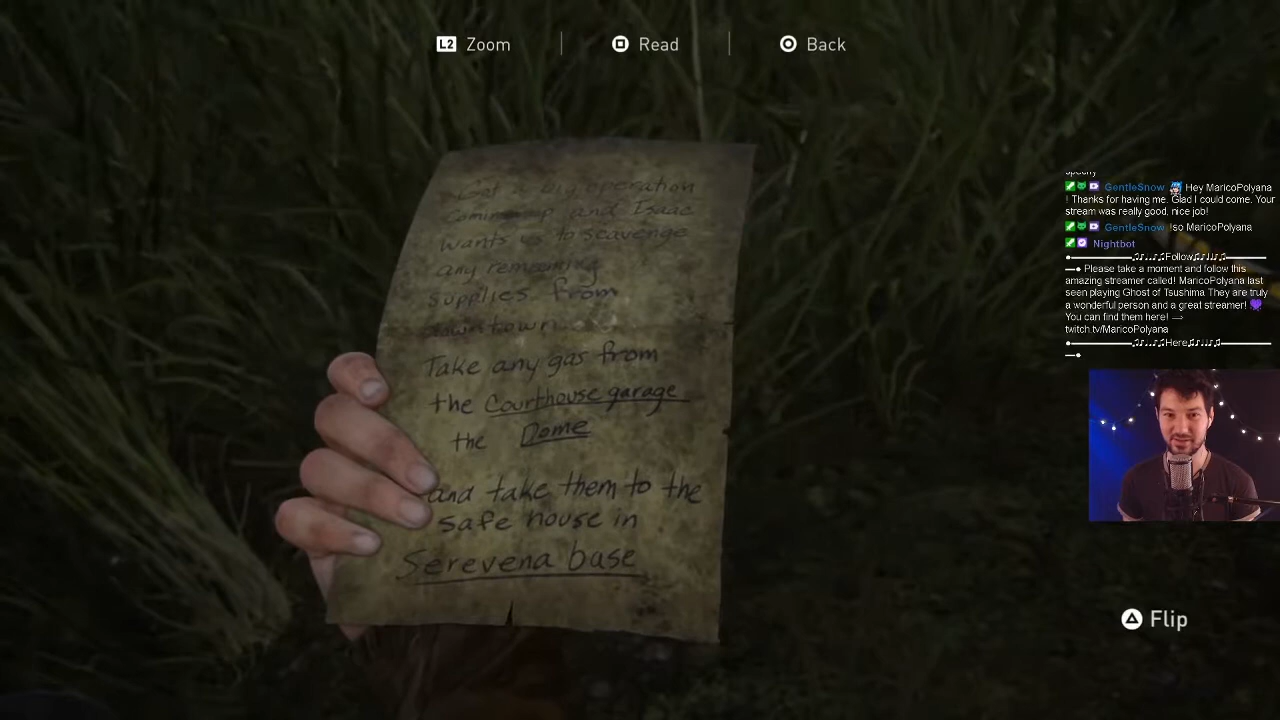 L2 Zoom
Read
Back
Got a big operation
coming up and Isaac
wants us to scavenge
any remaining
supplies from
downtown.
Take any gas from
the Courthouse garage
the Dome
and take them to the
safe house in
Serevena base
Flip
GentleSnow Hey MaricoPolyana
! Thanks for having me. Glad I could come. Your
stream was really good. nice job!
GentleSnow !so MaricoPolyana
Nightbot
Follow
Please take a moment and follow this
amazing streamer called! MaricoPolyana last
seen playing Ghost of Tsushima They are truly
a wonderful person and a great streamer!
You can find them here! —>
twitch.tv/MaricoPolyana
Here